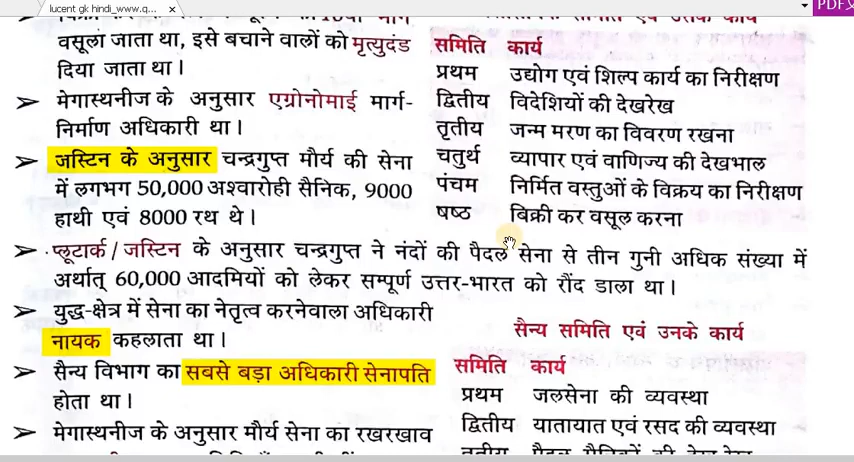 lucent gk hindi_www.q...
PDF
वसूला जाता था, इसे बचाने वालों को मृत्युदंड
दिया जाता था।
➢ मेगास्थनीज के अनुसार एग्रोनोमाई मार्ग-
निर्माण अधिकारी था।
➢ जस्टिन के अनुसार चन्द्रगुप्त मौर्य की सेना
में लगभग 50,000 अश्वारोही सैनिक, 9000
हाथी एवं 8000 रथ थे।
समिति कार्य
प्रथम उद्योग एवं शिल्प कार्य का निरीक्षण
द्वितीय विदेशियों की देखरेख
तृतीय जन्म मरण का विवरण रखना
चतुर्थ व्यापार एवं वाणिज्य की देखभाल
पंचम निर्मित वस्तुओं के विक्रय का निरीक्षण
षष्ठ बिक्री कर वसूल करना
➢ प्लूटार्क/जस्टिन के अनुसार चन्द्रगुप्त ने नंदों की पैदल सेना से तीन गुनी अधिक संख्या में
अर्थात् 60,000 आदमियों को लेकर सम्पूर्ण उत्तर-भारत को रौंद डाला था।
➢ युद्ध-क्षेत्र में सेना का नेतृत्व करनेवाला अधिकारी
नायक कहलाता था।
➢ सैन्य विभाग का सबसे बड़ा अधिकारी सेनापति
होता था।
➢ मेगास्थनीज के अनुसार मौर्य सेना का रखरखाव
सैन्य समिति एवं उनके कार्य
समिति कार्य
प्रथम जलसेना की व्यवस्था
द्वितीय यातायात एवं रसद की व्यवस्था